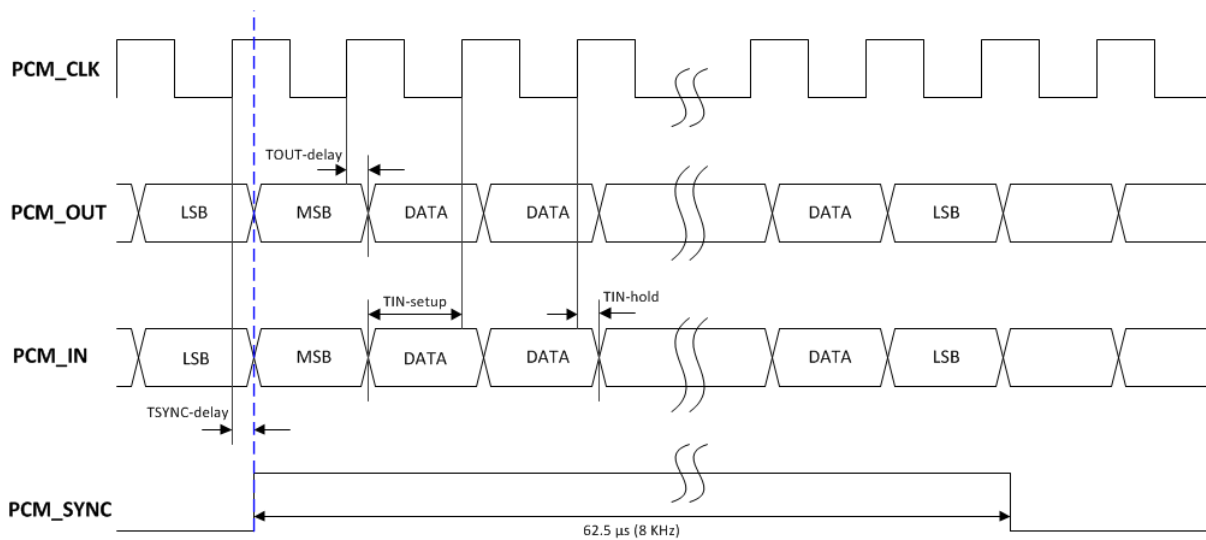 PCM_CLK
TOUT-delay
PCM_OUT
LSB
MSB
DATA
DATA
DATA
LSB
TIN-setup
TIN-hold
PCM_IN
LSB
MSB
DATA
DATA
DATA
LSB
TSYNC-delay
PCM_SYNC
62.5 µs (8 KHz)